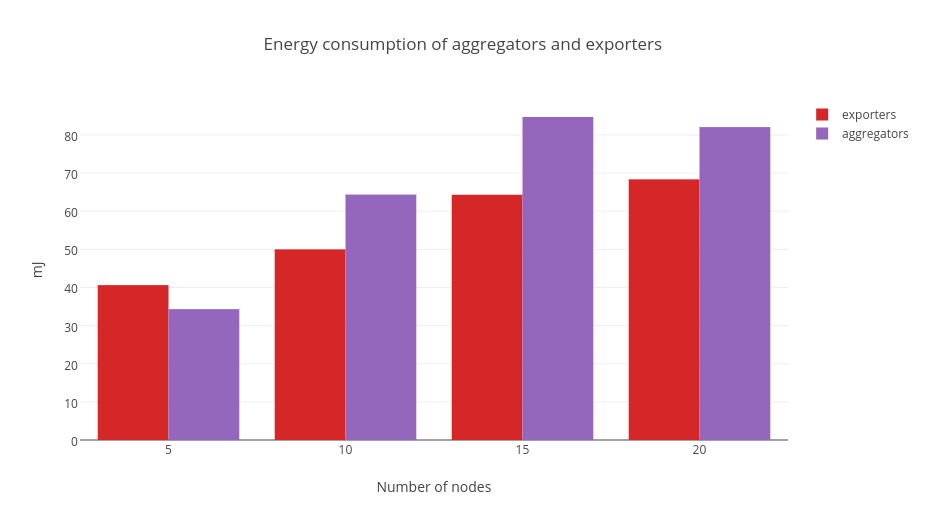 Energy consumption of aggregators and exporters
exporters
aggregators
80
70
60
50
40
30
20
10
0
mJ
5 10 15 20
Number of nodes